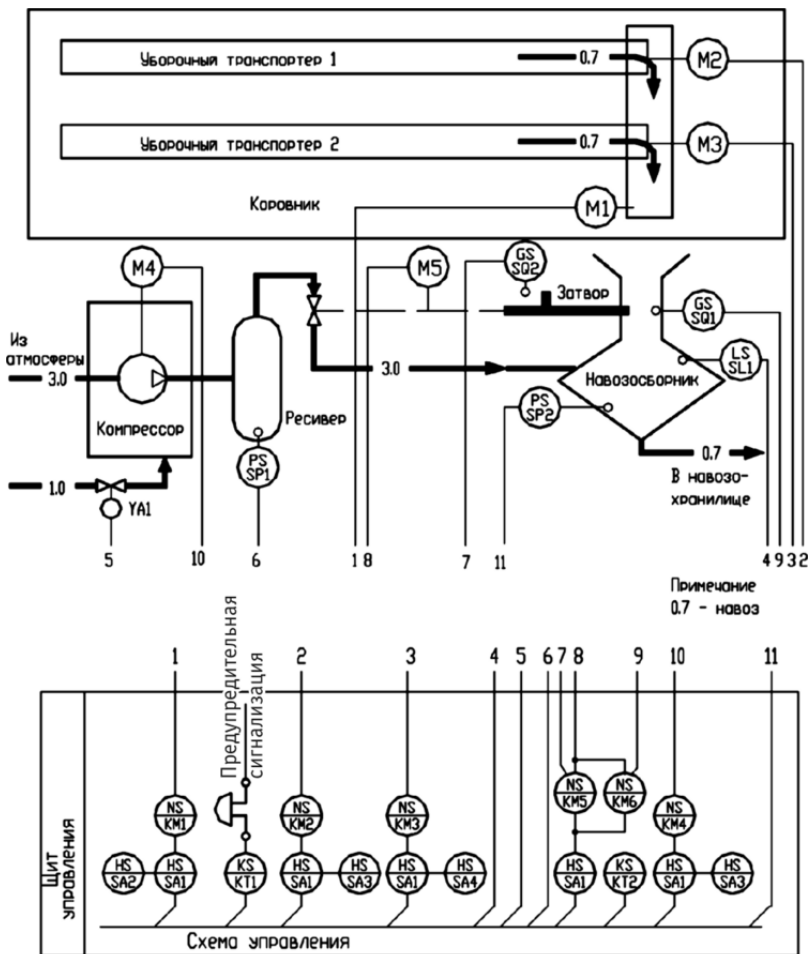 Уборочный транспортер 1
0.7
M2
Уборочный транспортер 2
0.7
M3
Коровник
M1
M4
M5
GS
SQ2
Затвор
GS
SQ1
Из
атмосферы
3.0
Компрессор
Ресивер
3.0
Навозосборник
LS
SL1
PS
SP2
PS
SP1
0.7
В навозо-
хранилище
1.0
YA1
5 10 6 1 8 7 11 4 9 3 2
Примечание
0.7 - навоз
1 2 3 4 5 6 7 8 9 10 11
Предупредительная
сигнализация
Щит
управления
NS
KM1
NS
KM2
NS
KM3
NS
KM5
NS
KM6
NS
KM4
HS
SA2
HS
SA1
KS
KT1
HS
SA1
HS
SA3
HS
SA1
HS
SA4
HS
SA1
KS
KT2
HS
SA1
HS
SA3
Схема управления